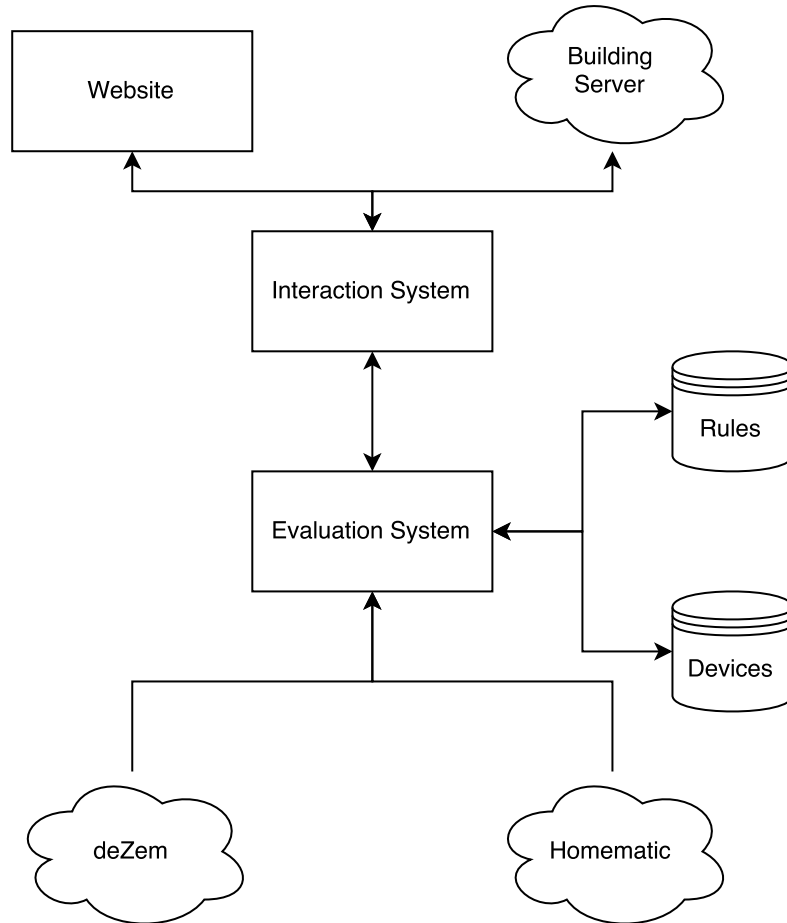 Website
Building
Server
Interaction System
Rules
Evaluation System
Devices
deZem
Homematic